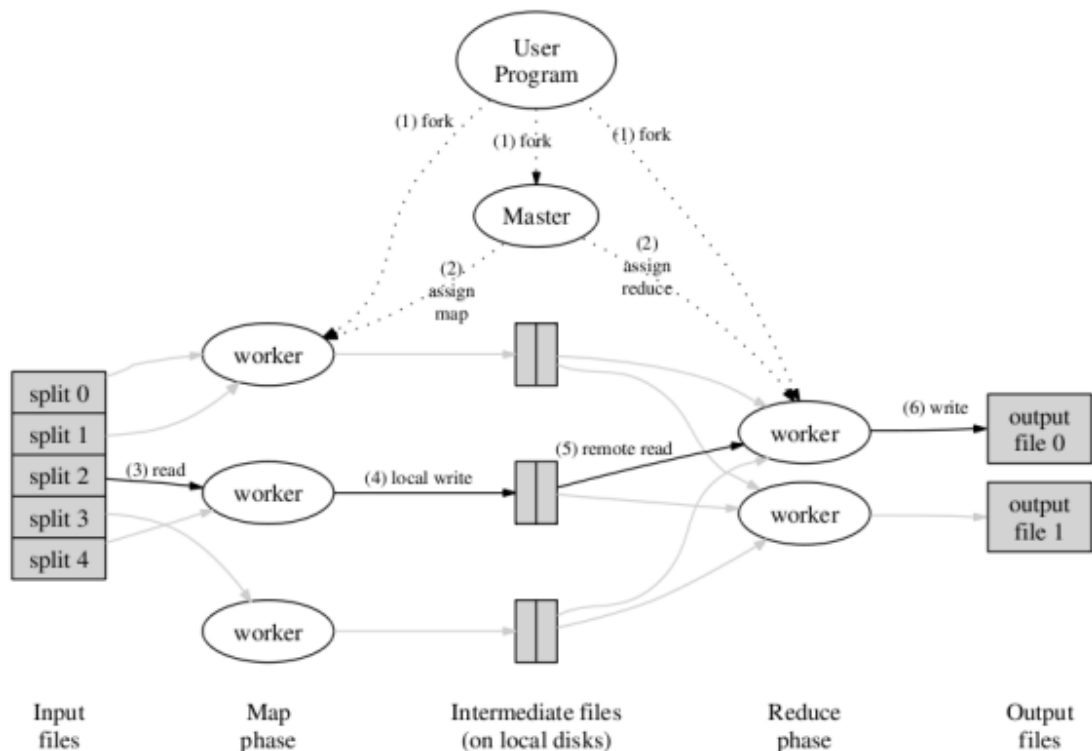 User
Program
(1) fork
(1) fork
(1) fork
Master
(2)
assign
map
(2)
assign
reduce
worker
split 0
split 1
split 2
split 3
split 4
(3) read
worker
(4) local write
(5) remote read
worker
(6) write
output
file 0
worker
output
file 1
worker
Input
files
Map
phase
Intermediate files
(on local disks)
Reduce
phase
Output
files